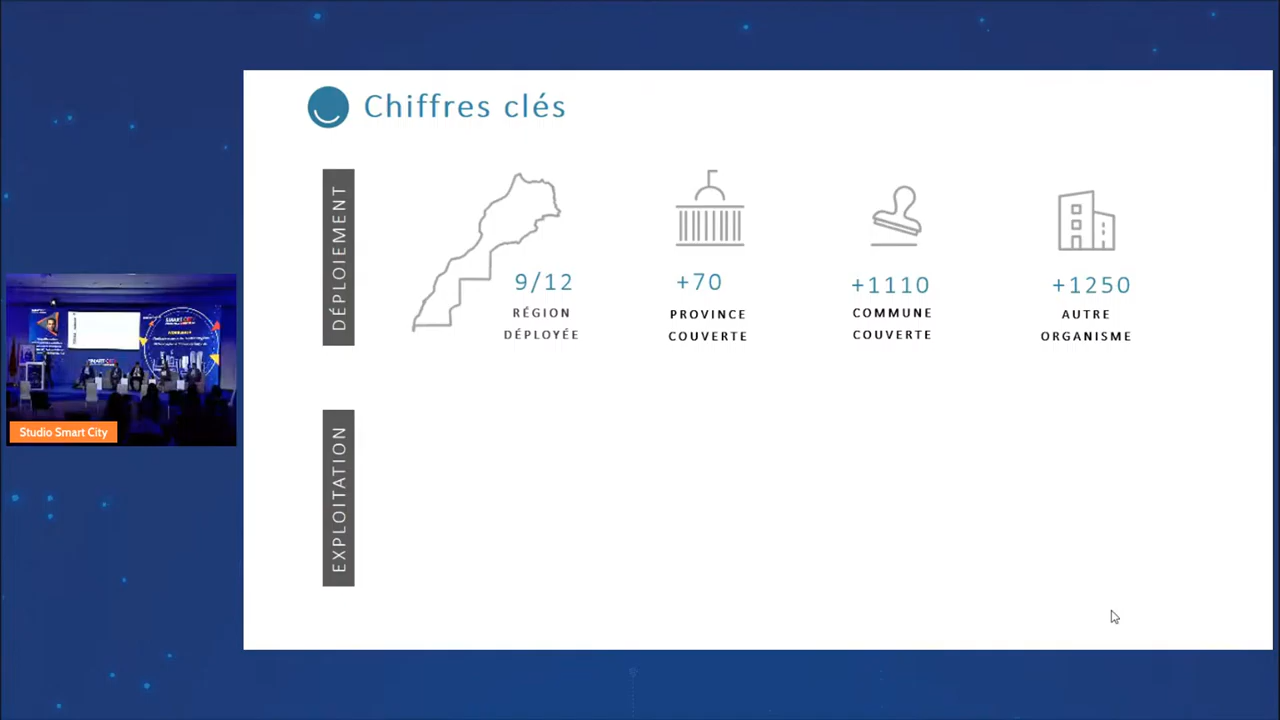 Chiffres clés
DÉPLOIEMENT
9/12
RÉGION
DÉPLOYÉE
+70
PROVINCE
COUVERTE
+1110
COMMUNE
COUVERTE
+1250
AUTRE
ORGANISME
EXPLOITATION
Studio Smart City